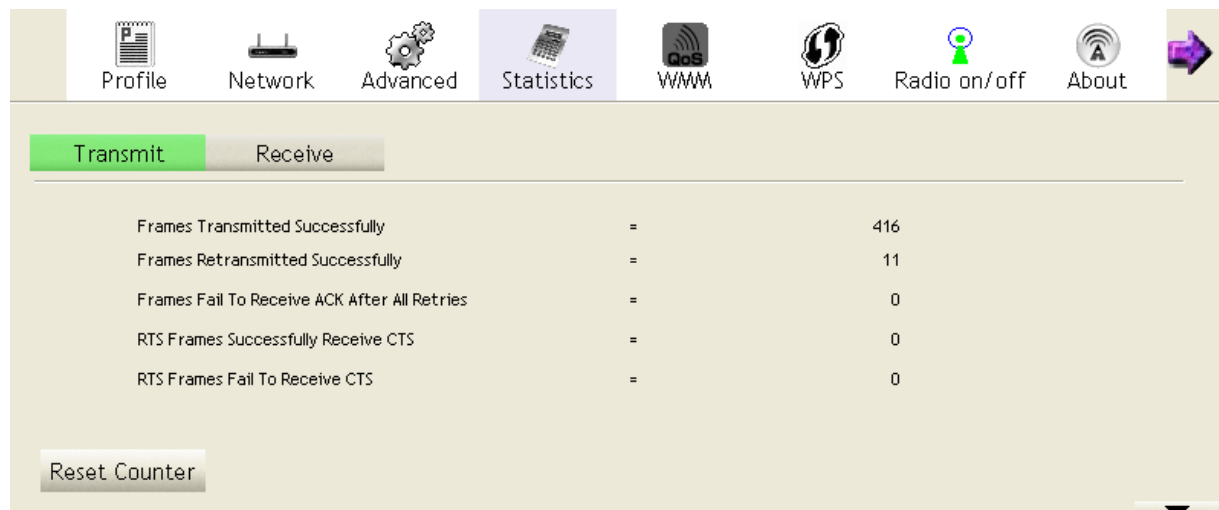 Profile Network Advanced Statistics QoS WMM WPS Radio on/off About
Transmit Receive
Frames Transmitted Successfully = 416
Frames Retransmitted Successfully = 11
Frames Fail To Receive ACK After All Retries = 0
RTS Frames Successfully Receive CTS = 0
RTS Frames Fail To Receive CTS = 0
Reset Counter